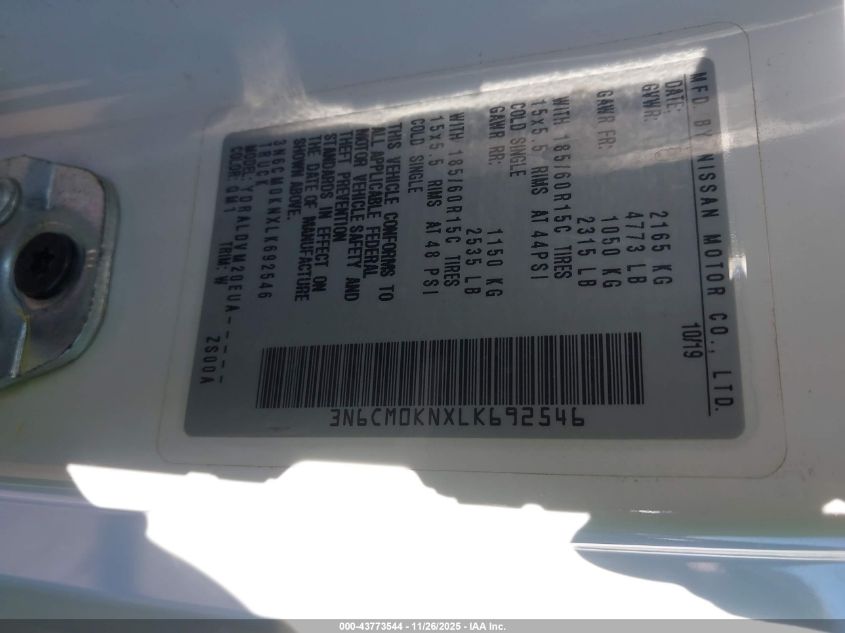 MFD BY NISSAN MOTOR CO., LTD.
DATE: 10/19
GVWR: 2165 KG
4773 LB
GAWR FR: 1050 KG
2315 LB
WITH 185/60R15C TIRES
15x5.5 RIMS AT 44PSI
COLD SINGLE
GAWR RR: 1150 KG
2535 LB
WITH 185/60R15C TIRES
15x5.5 RIMS AT 48 PSI
COLD SINGLE
THIS VEHICLE CONFORMS TO
ALL APPLICABLE FEDERAL
MOTOR VEHICLE SAFETY AND
THEFT PREVENTION
STANDARDS IN EFFECT ON
THE DATE OF MANUFACTURE
SHOWN ABOVE.
3N6CM0KNXLK692546
TRUCK
MODEL: YDRALDVM20EUA-----
COLOR: QM1 TRIM: W ZS00A
3N6CM0KNXLK692546
000-43773544 - 11/26/2025 - IAA Inc.